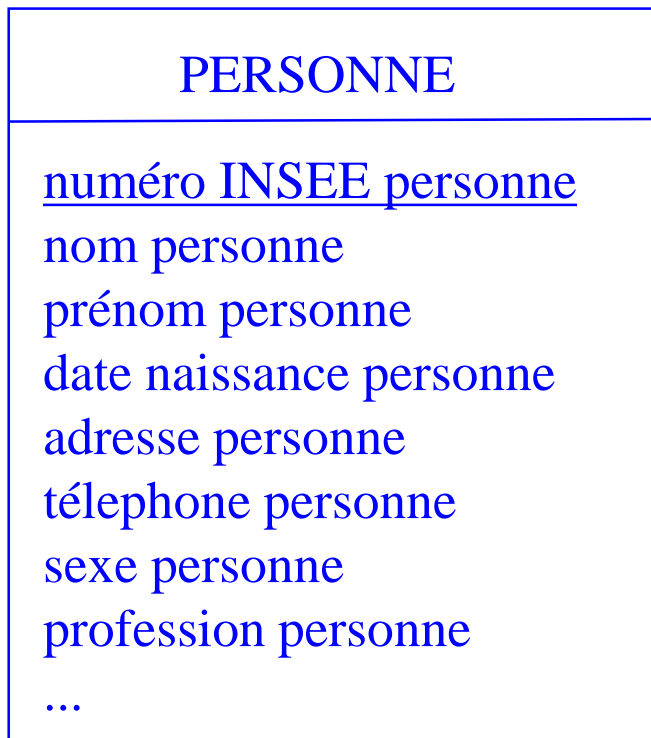 PERSONNE
numéro INSEE personne
nom personne
prénom personne
date naissance personne
adresse personne
télephone personne
sexe personne
profession personne
...